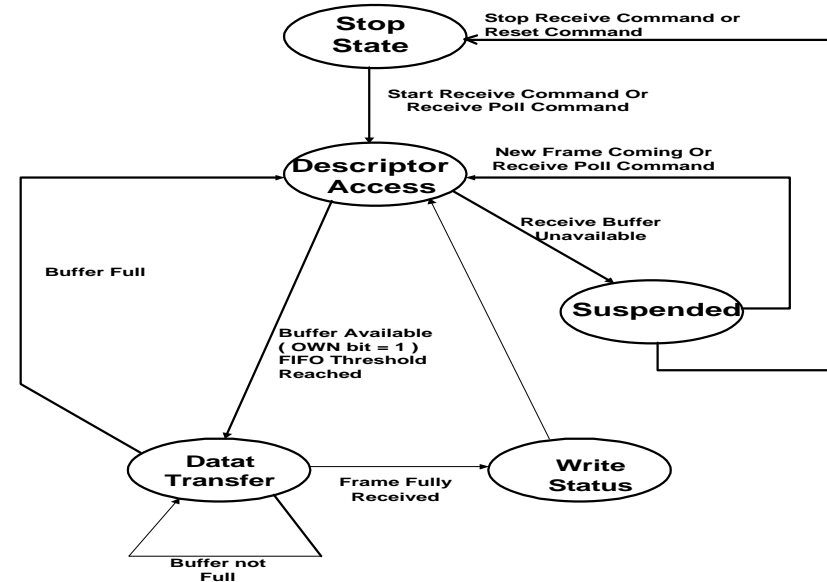 Stop
State
Stop Receive Command or
Reset Command
Start Receive Command Or
Receive Poll Command
New Frame Coming Or
Receive Poll Command
Descriptor
Access
Receive Buffer
Unavailable
Buffer Full
Suspended
Buffer Available
( OWN bit = 1 )
FIFO Threshold
Reached
Datat
Transfer
Frame Fully
Received
Write
Status
Buffer not
Full